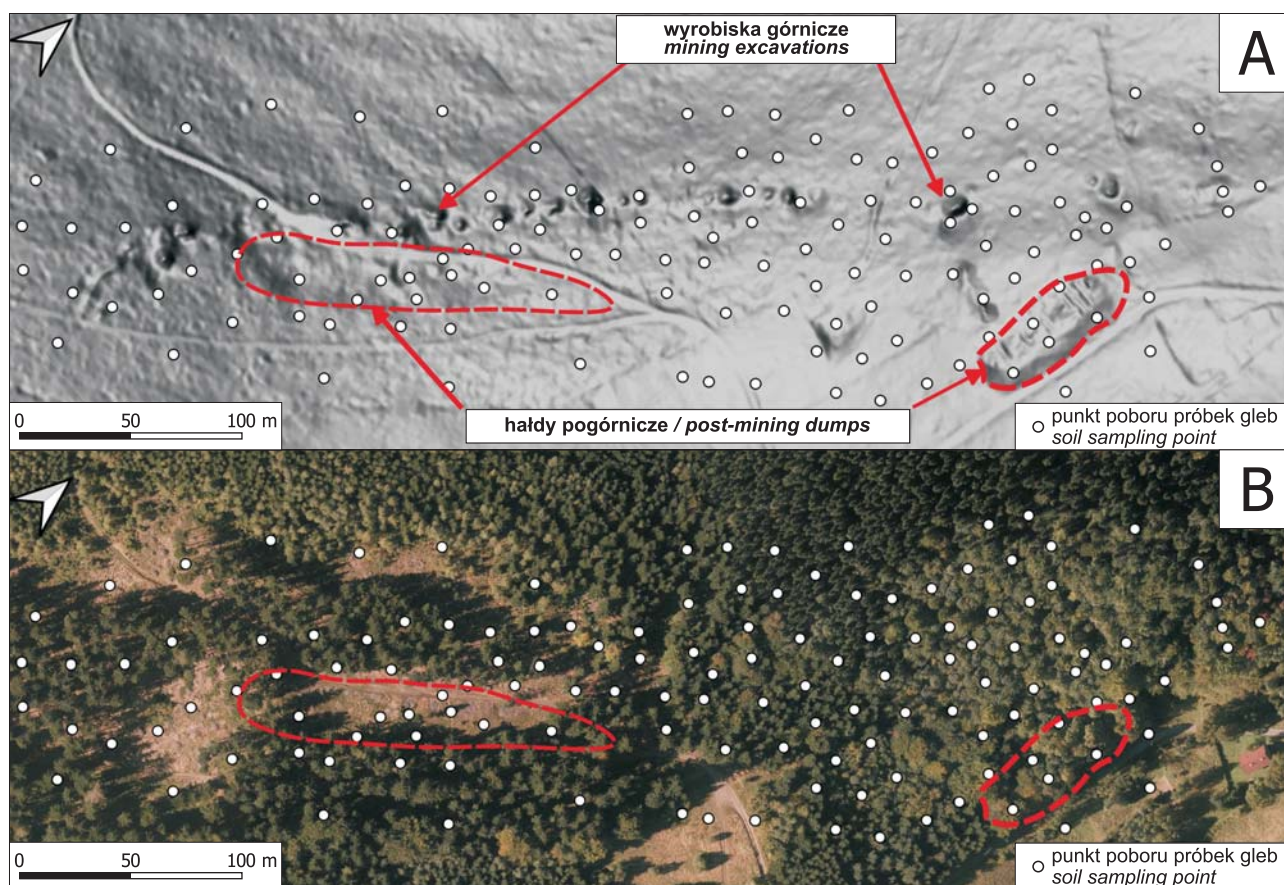 wyrobiska górnicze
mining excavations
A
0 50 100 m
hałdy pogórnicze / post-mining dumps
punkt poboru próbek gleb
soil sampling point
B
0 50 100 m
punkt poboru próbek gleb
soil sampling point